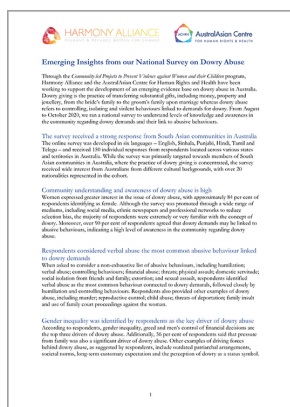 HARMONY ALLIANCE
MIGRANT & REFUGEE WOMEN FOR CHANGE
AustralAsian Centre
FOR HUMAN RIGHTS & HEALTH
Emerging Insights from our National Survey on Dowry Abuse
Through the Community-led Projects to Prevent Violence against Women and their Children program,
Harmony Alliance and the AustralAsian Centre for Human Rights and Health have been
working to support the development of an emerging evidence base on dowry abuse in Australia.
Dowry giving is the practice of transferring substantial gifts, including money, property and
jewellery, from the bride's family to the groom's family upon marriage whereas dowry abuse
refers to controlling, isolating and violent behaviours linked to demands for dowry. From August
to October 2020, we ran a national survey to understand levels of knowledge and awareness in
the community regarding dowry demands and their link to abusive behaviours.
The survey received a strong response from South Asian communities in Australia
The online survey was developed in six languages – English, Sinhala, Punjabi, Hindi, Tamil and
Telugu – and received 150 individual responses from respondents located across various states
and territories in Australia. While the survey was primarily targeted towards members of South
Asian communities in Australia, where the practice of dowry giving is concentrated, the survey
received wide interest from Australians from different cultural backgrounds, with over 20
nationalities represented in the cohort.
Community understanding and awareness of dowry abuse is high
Women expressed greater interest in the issue of dowry abuse, with approximately 80 per cent of
respondents identifying as female. Although the survey was promoted through a wide range of
mediums, including social media, ethnic newspapers and professional networks to reduce
selection bias, the majority of respondents were extremely or very familiar with the concept of
dowry. Moreover, over 90 per cent of respondents agreed that dowry demands may be linked to
abusive behaviours, indicating a high level of awareness in the community regarding dowry
abuse.
Respondents considered verbal abuse the most common abusive behaviour linked
to dowry demands
When asked to consider a non-exhaustive list of abusive behaviours, including humiliation;
verbal abuse; controlling behaviours; financial abuse; threats; physical assault; domestic servitude;
social isolation from friends and family; extortion; and sexual assault, respondents identified
verbal abuse as the most common behaviour connected to dowry demands, followed closely by
humiliation and controlling behaviours. Respondents also provided other examples of dowry
abuse, including murder; reproductive control; child abuse; threats of deportation; family insult
and use of family court proceedings against the women.
Gender inequality was identified by respondents as the key driver of dowry abuse
According to respondents, gender inequality, greed and men's control of financial decisions are
the top three drivers of dowry abuse. Additionally, 56 per cent of respondents said that pressure
from family was also a significant driver of dowry abuse. Other examples of driving forces
behind dowry abuse, as suggested by respondents, include outdated patriarchal arrangements,
societal norms, long-term customary expectation and the perception of dowry as a status symbol.
1